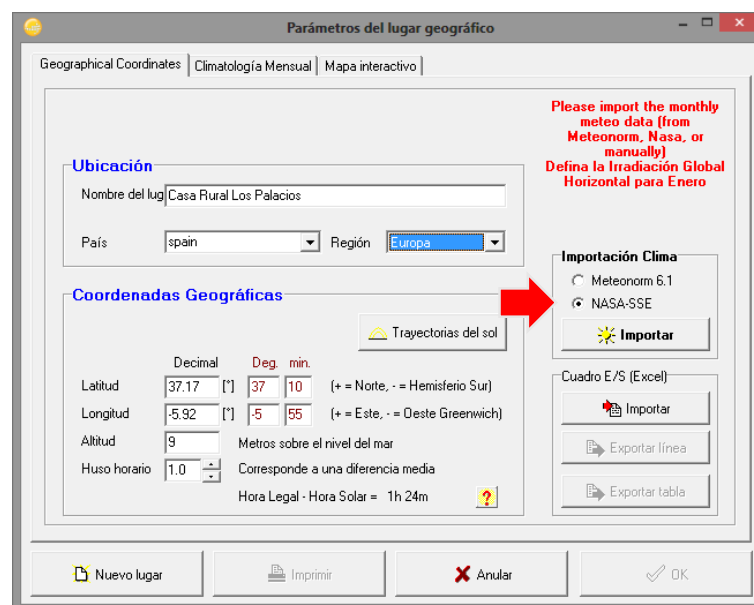 Parámetros del lugar geográfico
Geographical Coordinates Climatología Mensual Mapa interactivo
Please import the monthly
meteo data (from
Meteonorm, Nasa, or
manually)
Defina la Irradiación Global
Horizontal para Enero
Ubicación
Nombre del lug Casa Rural Los Palacios
País spain Región Europa
Importación Clima
Meteonorm 6.1
NASA-SSE
Importar
Coordenadas Geográficas
Trayectorias del sol
Decimal Deg. min.
Latitud 37.17 [°] 37 10 (+ = Norte, - = Hemisferio Sur)
Longitud -5.92 [°] -5 55 (+ = Este, - = Oeste Greenwich)
Altitud 9 Metros sobre el nivel del mar
Huso horario 1.0 Corresponde a una diferencia media
Hora Legal - Hora Solar = 1h 24m ?
Cuadro E/S (Excel)
Importar
Exportar línea
Exportar tabla
Nuevo lugar Imprimir Anular OK